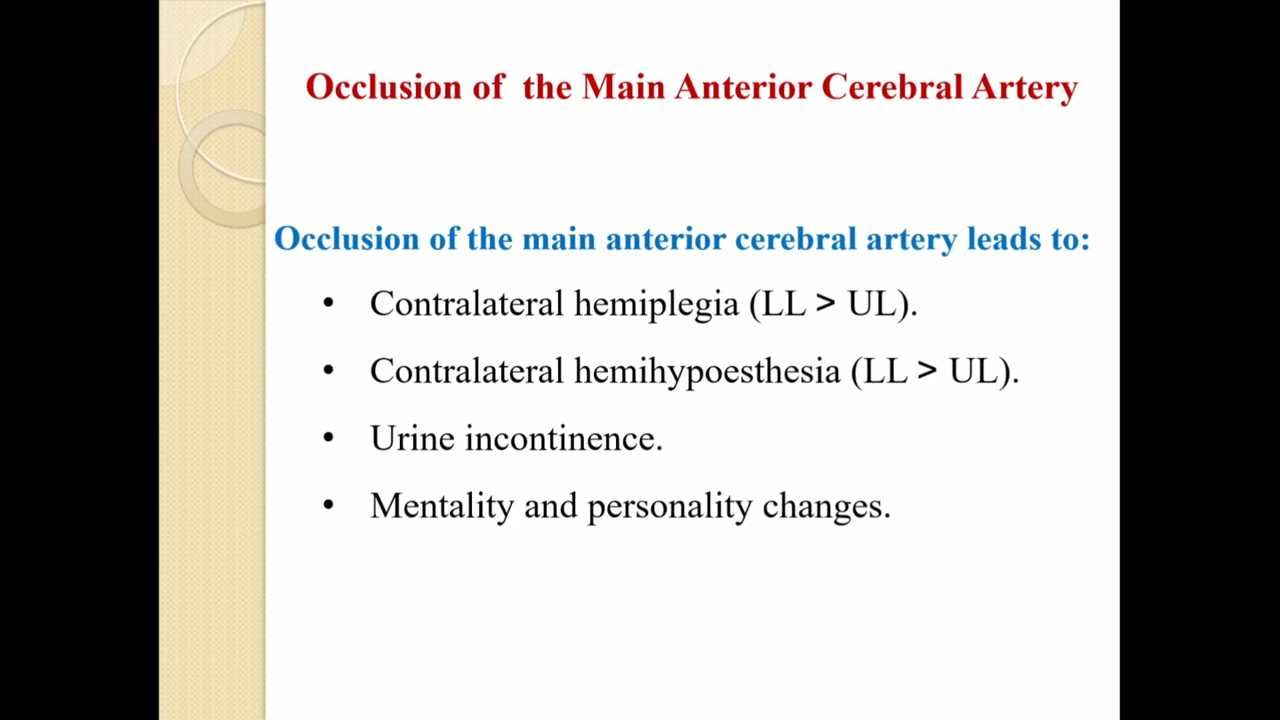 Occlusion of the Main Anterior Cerebral Artery
Occlusion of the main anterior cerebral artery leads to:
• Contralateral hemiplegia (LL > UL).
• Contralateral hemihypoesthesia (LL > UL).
• Urine incontinence.
• Mentality and personality changes.